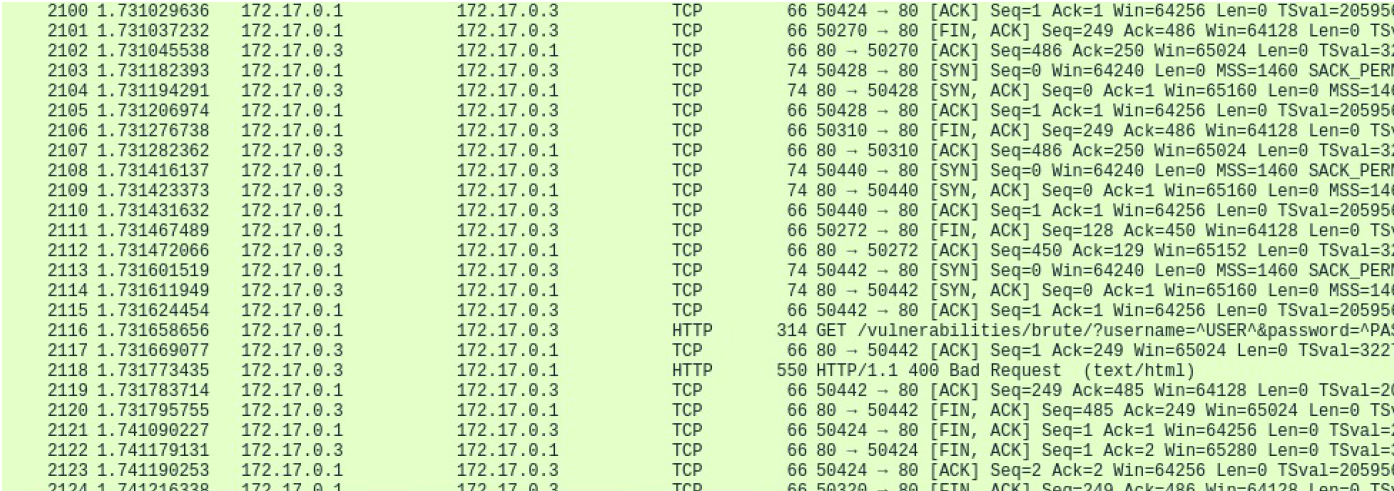 2100 1.731029636 172.17.0.1 172.17.0.3 TCP 66 50424 → 80 [ACK] Seq=1 Ack=1 Win=64256 Len=0 TSval=205956
2101 1.731037232 172.17.0.1 172.17.0.3 TCP 66 50270 → 80 [FIN, ACK] Seq=249 Ack=486 Win=64128 Len=0 TS
2102 1.731045538 172.17.0.3 172.17.0.1 TCP 66 80 → 50270 [ACK] Seq=486 Ack=250 Win=65024 Len=0 TSval=32
2103 1.731182393 172.17.0.1 172.17.0.3 TCP 74 50428 → 80 [SYN] Seq=0 Win=64240 Len=0 MSS=1460 SACK_PER
2104 1.731194291 172.17.0.3 172.17.0.1 TCP 74 80 → 50428 [SYN, ACK] Seq=0 Ack=1 Win=65160 Len=0 MSS=146
2105 1.731206974 172.17.0.1 172.17.0.3 TCP 66 50428 → 80 [ACK] Seq=1 Ack=1 Win=64256 Len=0 TSval=205956
2106 1.731276738 172.17.0.1 172.17.0.3 TCP 66 50310 → 80 [FIN, ACK] Seq=249 Ack=486 Win=64128 Len=0 TS
2107 1.731282362 172.17.0.3 172.17.0.1 TCP 66 80 → 50310 [ACK] Seq=486 Ack=250 Win=65024 Len=0 TSval=32
2108 1.731416137 172.17.0.1 172.17.0.3 TCP 74 50440 → 80 [SYN] Seq=0 Win=64240 Len=0 MSS=1460 SACK_PER
2109 1.731423373 172.17.0.3 172.17.0.1 TCP 74 80 → 50440 [SYN, ACK] Seq=0 Ack=1 Win=65160 Len=0 MSS=146
2110 1.731431632 172.17.0.1 172.17.0.3 TCP 66 50440 → 80 [ACK] Seq=1 Ack=1 Win=64256 Len=0 TSval=205956
2111 1.731467489 172.17.0.1 172.17.0.3 TCP 66 50272 → 80 [FIN, ACK] Seq=128 Ack=450 Win=64128 Len=0 TS
2112 1.731472066 172.17.0.3 172.17.0.1 TCP 66 80 → 50272 [ACK] Seq=450 Ack=129 Win=65152 Len=0 TSval=32
2113 1.731601519 172.17.0.1 172.17.0.3 TCP 74 50442 → 80 [SYN] Seq=0 Win=64240 Len=0 MSS=1460 SACK_PER
2114 1.731611949 172.17.0.3 172.17.0.1 TCP 74 80 → 50442 [SYN, ACK] Seq=0 Ack=1 Win=65160 Len=0 MSS=146
2115 1.731624454 172.17.0.1 172.17.0.3 TCP 66 50442 → 80 [ACK] Seq=1 Ack=1 Win=64256 Len=0 TSval=205956
2116 1.731658656 172.17.0.1 172.17.0.3 HTTP 314 GET /vulnerabilities/brute/?username=^USER^&password=^PAS
2117 1.731669077 172.17.0.3 172.17.0.1 TCP 66 80 → 50442 [ACK] Seq=1 Ack=249 Win=65024 Len=0 TSval=322
2118 1.731773435 172.17.0.3 172.17.0.1 HTTP 550 HTTP/1.1 400 Bad Request (text/html)
2119 1.731783714 172.17.0.1 172.17.0.3 TCP 66 50442 → 80 [ACK] Seq=249 Ack=485 Win=64128 Len=0 TSval=20
2120 1.731795755 172.17.0.3 172.17.0.1 TCP 66 80 → 50442 [FIN, ACK] Seq=485 Ack=249 Win=65024 Len=0 TS
2121 1.741090227 172.17.0.1 172.17.0.3 TCP 66 50424 → 80 [FIN, ACK] Seq=1 Ack=1 Win=64256 Len=0 TSval=2
2122 1.741179131 172.17.0.3 172.17.0.1 TCP 66 80 → 50424 [FIN, ACK] Seq=1 Ack=2 Win=65280 Len=0 TSval=3
2123 1.741190253 172.17.0.1 172.17.0.3 TCP 66 50424 → 80 [ACK] Seq=2 Ack=2 Win=64256 Len=0 TSval=205956
2124 1.741216338 172.17.0.1 172.17.0.3 TCP 66 50320 → 80 [FIN, ACK] Seq=249 Ack=486 Win=64128 Len=0 TS